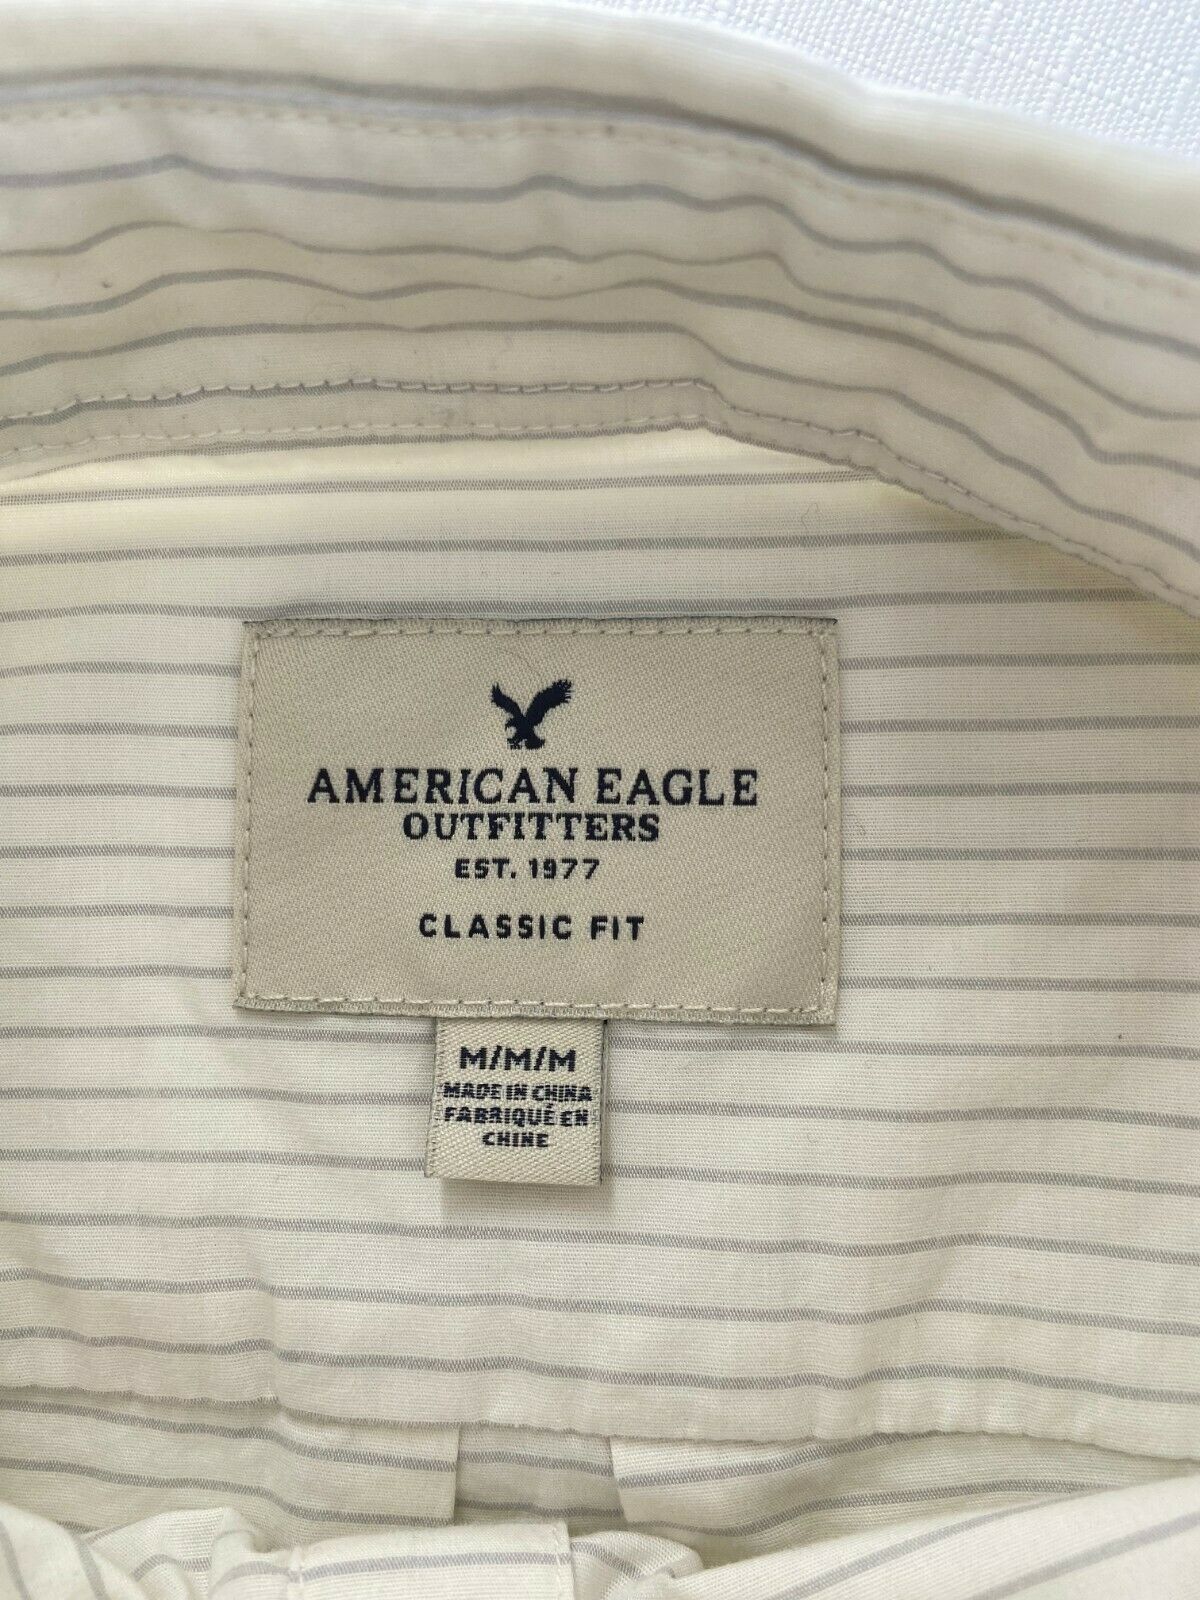 AMERICAN EAGLE
OUTFITTERS
EST. 1977
CLASSIC FIT
M/M/M
MADE IN CHINA
FABRIQUÉ EN
CHINE